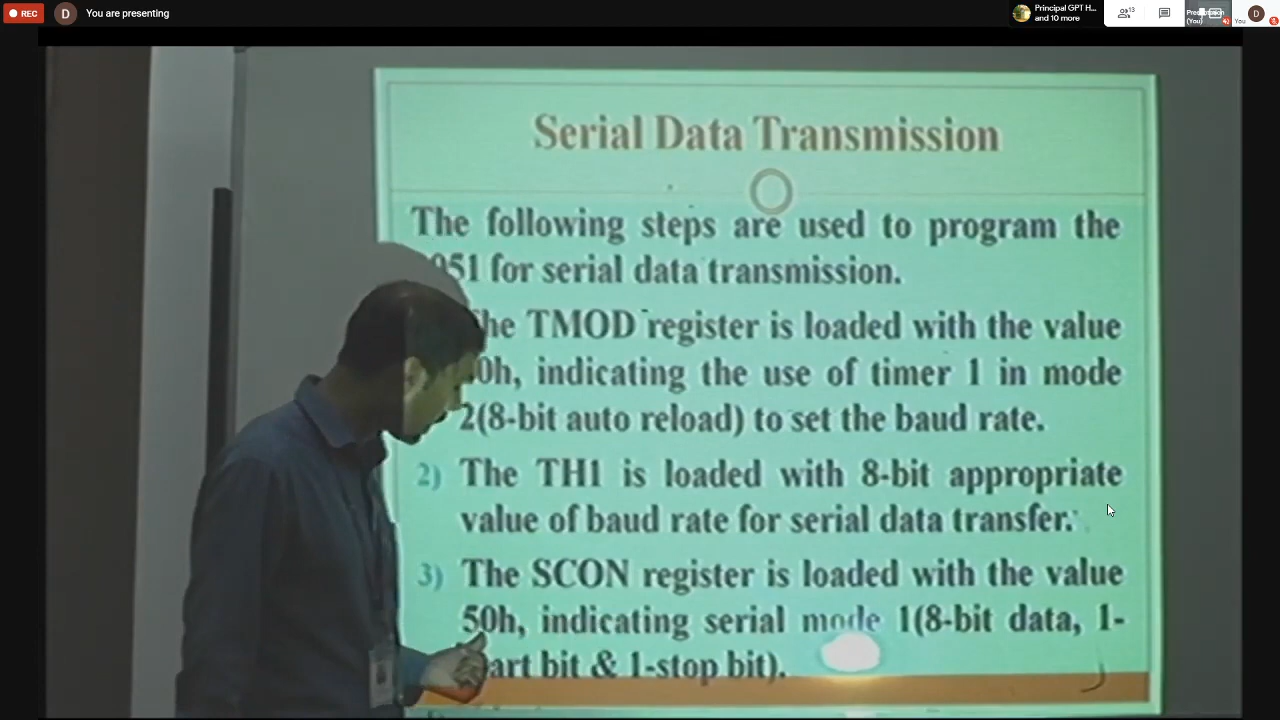 REC
D
You are presenting
Principal GPT H...
and 10 more
13
(You)
You
D
Serial Data Transmission
The following steps are used to program the
051 for serial data transmission.
he TMOD register is loaded with the value
0h, indicating the use of timer 1 in mode
2(8-bit auto reload) to set the baud rate.
2) The TH1 is loaded with 8-bit appropriate
value of baud rate for serial data transfer.
3) The SCON register is loaded with the value
50h, indicating serial mode 1(8-bit data, 1-
art bit & 1-stop bit).